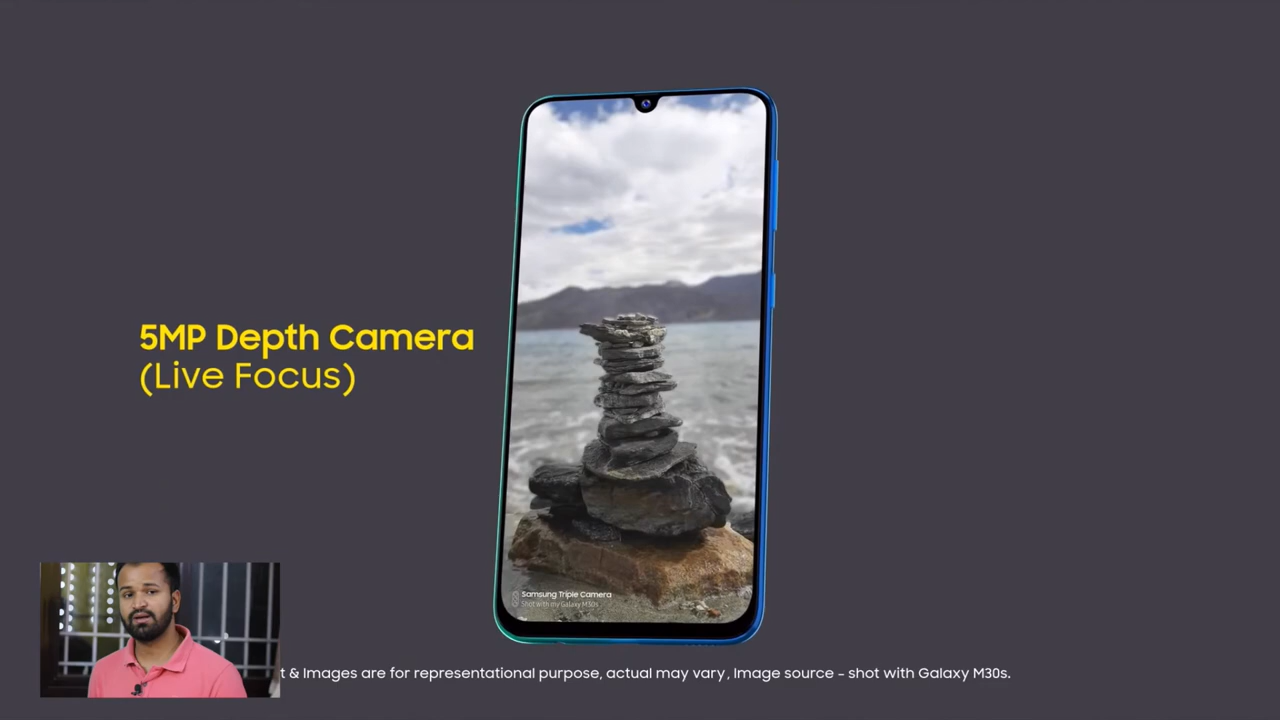 5MP Depth Camera
(Live Focus)
Samsung Triple Camera
Shot with my Galaxy M30s
t & Images are for representational purpose, actual may vary, Image source - shot with Galaxy M30s.